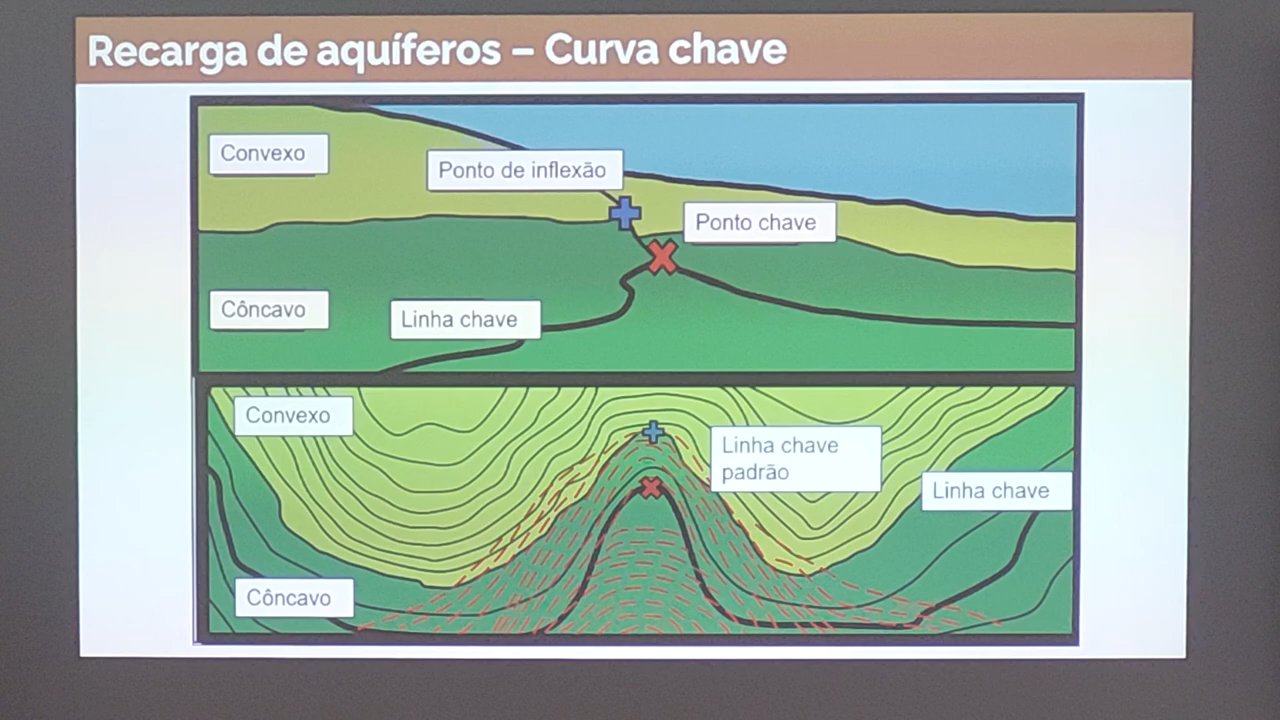 Recarga de aquíferos – Curva chave
Convexo
Ponto de inflexão
Ponto chave
Côncavo
Linha chave
Convexo
Linha chave
padrão
Linha chave
Côncavo